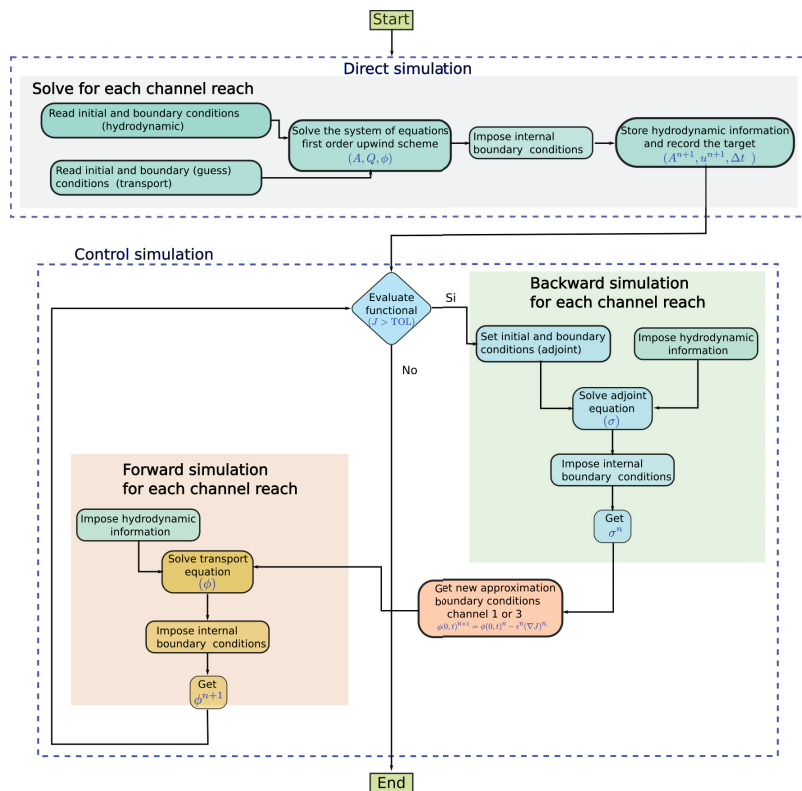 Start
Direct simulation
Solve for each channel reach
Read initial and boundary conditions
(hydrodynamic)
Read initial and boundary (guess)
conditions (transport)
Solve the system of equations
first order upwind scheme
(A, Q, ϕ)
Impose internal
boundary conditions
Store hydrodynamic information
and record the target
(Aⁿ⁺¹, uⁿ⁺¹, Δt )
Control simulation
Evaluate
functional
(J > TOL)
Si
No
Backward simulation
for each channel reach
Set initial and boundary
conditions (adjoint)
Impose hydrodynamic
information
Solve adjoint
equation
(σ)
Impose internal
boundary conditions
Get
σⁿ
Get new approximation
boundary conditions
channel 1 or 3
ϕ(0, t)ⁿ⁺¹ = ϕ(0, t)ⁿ − ϵⁿ(∇J)ⁿ.
Forward simulation
for each channel reach
Impose hydrodynamic
information
Solve transport
equation
(ϕ)
Impose internal
boundary conditions
Get
ϕⁿ⁺¹
End